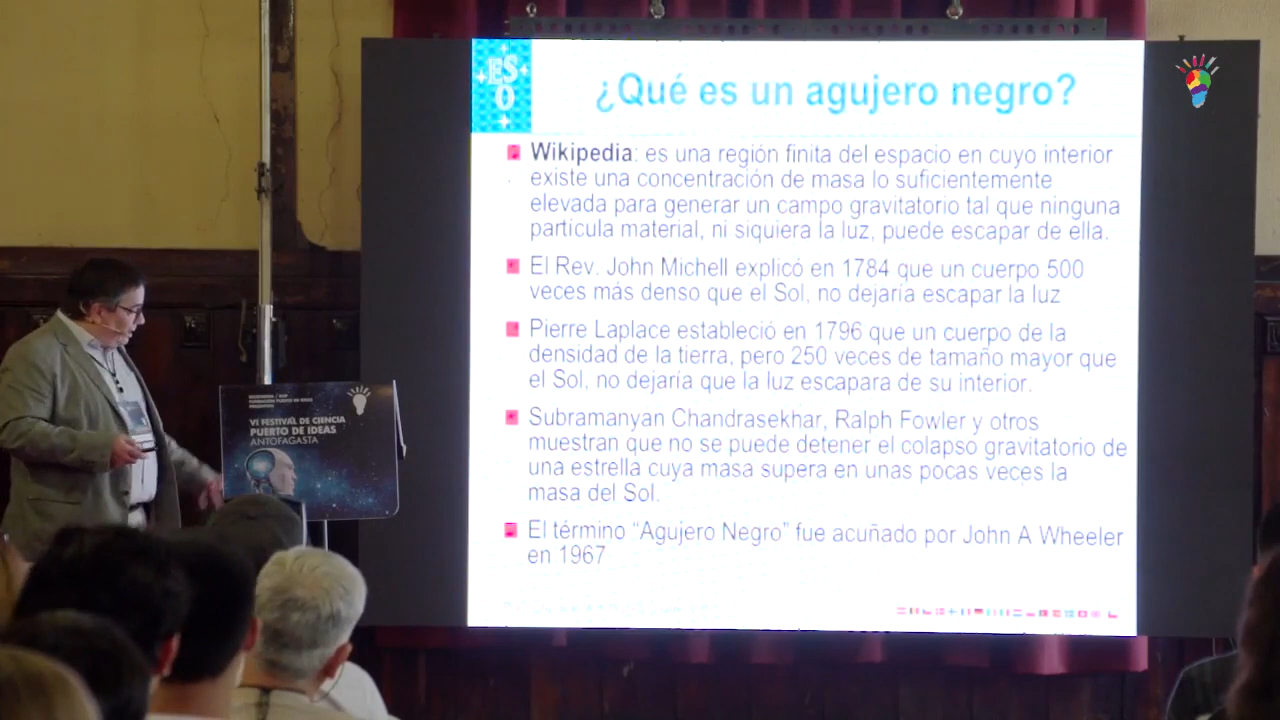 ESO
¿Qué es un agujero negro?
Wikipedia: es una región finita del espacio en cuyo interior
existe una concentración de masa lo suficientemente
elevada para generar un campo gravitatorio tal que ninguna
partícula material, ni siquiera la luz, puede escapar de ella.
El Rev. John Michell explicó en 1784 que un cuerpo 500
veces más denso que el Sol, no dejaría escapar la luz
Pierre Laplace estableció en 1796 que un cuerpo de la
densidad de la tierra, pero 250 veces de tamaño mayor que
el Sol, no dejaría que la luz escapara de su interior.
Subramanyan Chandrasekhar, Ralph Fowler y otros
muestran que no se puede detener el colapso gravitatorio de
una estrella cuya masa supera en unas pocas veces la
masa del Sol.
El término “Agujero Negro” fue acuñado por John A Wheeler
en 1967
ESCONDIDA / BHP
FUNDACIÓN PUERTO DE IDEAS
PRESENTAN
VI FESTIVAL DE CIENCIA
PUERTO DE IDEAS
ANTOFAGASTA